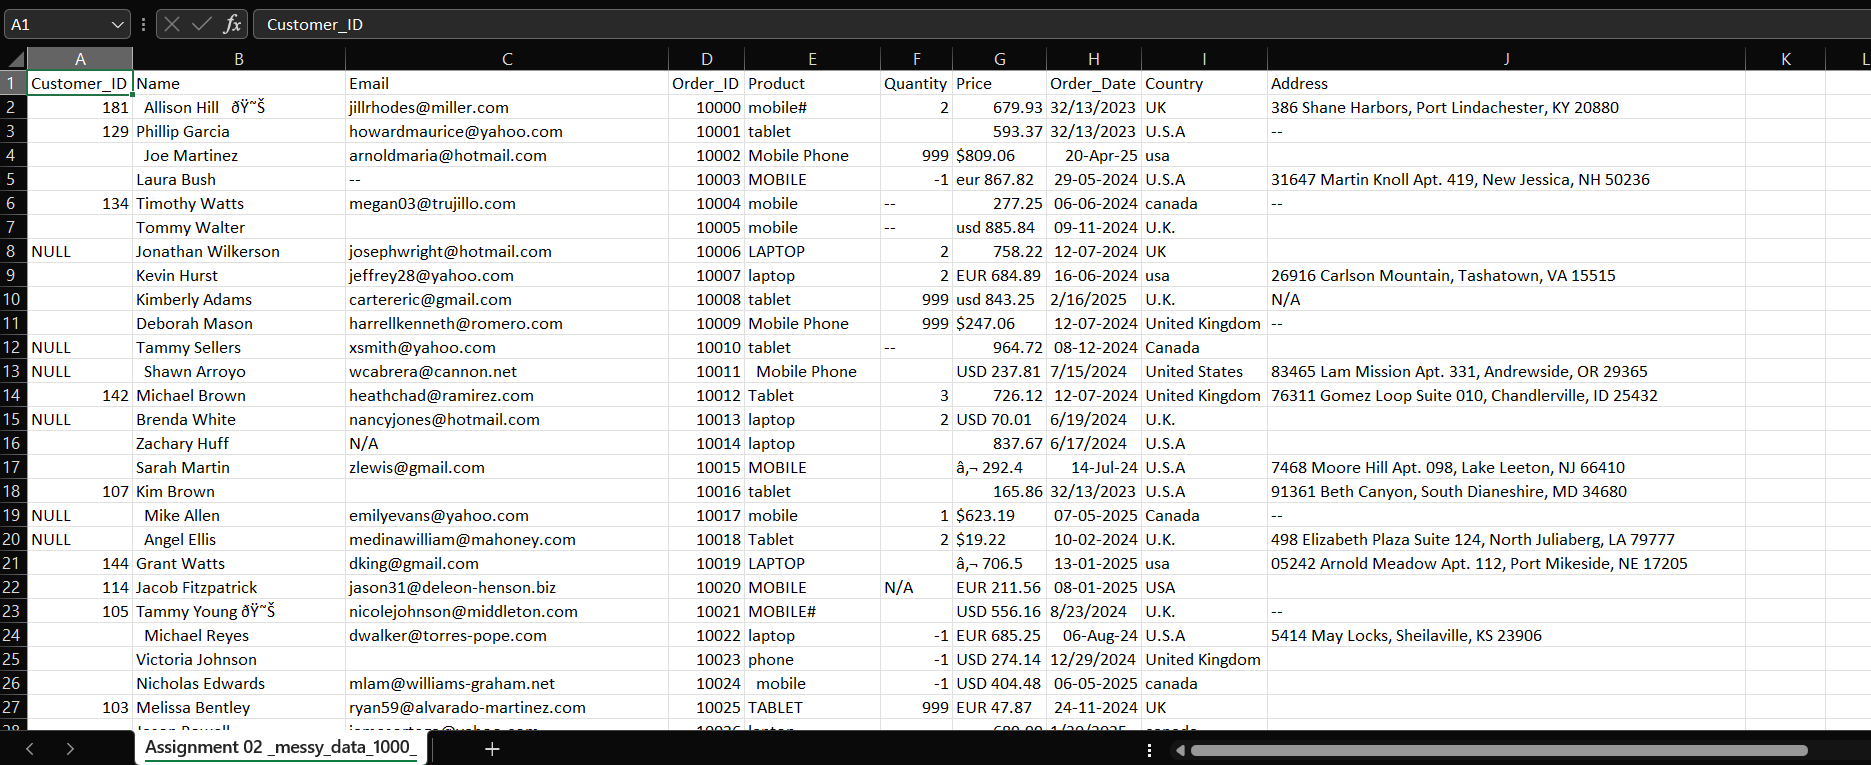 A1 fx Customer_ID
A B C D E F G H I J K L
1 Customer_ID Name Email Order_ID Product Quantity Price Order_Date Country Address
2 181 Allison Hill ðŸ˜Š jillrhodes@miller.com 10000 mobile# 2 679.93 32/13/2023 UK 386 Shane Harbors, Port Lindachester, KY 20880
3 129 Phillip Garcia howardmaurice@yahoo.com 10001 tablet 593.37 32/13/2023 U.S.A --
4 Joe Martinez arnoldmaria@hotmail.com 10002 Mobile Phone 999 $809.06 20-Apr-25 usa
5 Laura Bush -- 10003 MOBILE -1 eur 867.82 29-05-2024 U.S.A 31647 Martin Knoll Apt. 419, New Jessica, NH 50236
6 134 Timothy Watts megan03@trujillo.com 10004 mobile -- 277.25 06-06-2024 canada --
7 Tommy Walter 10005 mobile -- usd 885.84 09-11-2024 U.K.
8 NULL Jonathan Wilkerson josephwright@hotmail.com 10006 LAPTOP 2 758.22 12-07-2024 UK
9 Kevin Hurst jeffrey28@yahoo.com 10007 laptop 2 EUR 684.89 16-06-2024 usa 26916 Carlson Mountain, Tashatown, VA 15515
10 Kimberly Adams cartereric@gmail.com 10008 tablet 999 usd 843.25 2/16/2025 U.K. N/A
11 Deborah Mason harrellkenneth@romero.com 10009 Mobile Phone 999 $247.06 12-07-2024 United Kingdom --
12 NULL Tammy Sellers xsmith@yahoo.com 10010 tablet -- 964.72 08-12-2024 Canada
13 NULL Shawn Arroyo wcabrera@cannon.net 10011 Mobile Phone USD 237.81 7/15/2024 United States 83465 Lam Mission Apt. 331, Andrewside, OR 29365
14 142 Michael Brown heathchad@ramirez.com 10012 Tablet 3 726.12 12-07-2024 United Kingdom 76311 Gomez Loop Suite 010, Chandlerville, ID 25432
15 NULL Brenda White nancyjones@hotmail.com 10013 laptop 2 USD 70.01 6/19/2024 U.K.
16 Zachary Huff N/A 10014 laptop 837.67 6/17/2024 U.S.A
17 Sarah Martin zlewis@gmail.com 10015 MOBILE â‚¬ 292.4 14-Jul-24 U.S.A 7468 Moore Hill Apt. 098, Lake Leeton, NJ 66410
18 107 Kim Brown 10016 tablet 165.86 32/13/2023 U.S.A 91361 Beth Canyon, South Dianeshire, MD 34680
19 NULL Mike Allen emilyevans@yahoo.com 10017 mobile 1 $623.19 07-05-2025 Canada --
20 NULL Angel Ellis medinawilliam@mahoney.com 10018 Tablet 2 $19.22 10-02-2024 U.K. 498 Elizabeth Plaza Suite 124, North Juliaberg, LA 79777
21 144 Grant Watts dking@gmail.com 10019 LAPTOP â‚¬ 706.5 13-01-2025 usa 05242 Arnold Meadow Apt. 112, Port Mikeside, NE 17205
22 114 Jacob Fitzpatrick jason31@deleon-henson.biz 10020 MOBILE N/A EUR 211.56 08-01-2025 USA
23 105 Tammy Young ðŸ˜Š nicolejohnson@middleton.com 10021 MOBILE# USD 556.16 8/23/2024 U.K. --
24 Michael Reyes dwalker@torres-pope.com 10022 laptop -1 EUR 685.25 06-Aug-24 U.S.A 5414 May Locks, Sheilaville, KS 23906
25 Victoria Johnson 10023 phone -1 USD 274.14 12/29/2024 United Kingdom
26 Nicholas Edwards mlam@williams-graham.net 10024 mobile -1 USD 404.48 06-05-2025 canada
27 103 Melissa Bentley ryan59@alvarado-martinez.com 10025 TABLET 999 EUR 47.87 24-11-2024 UK
Assignment 02 _messy_data_1000_